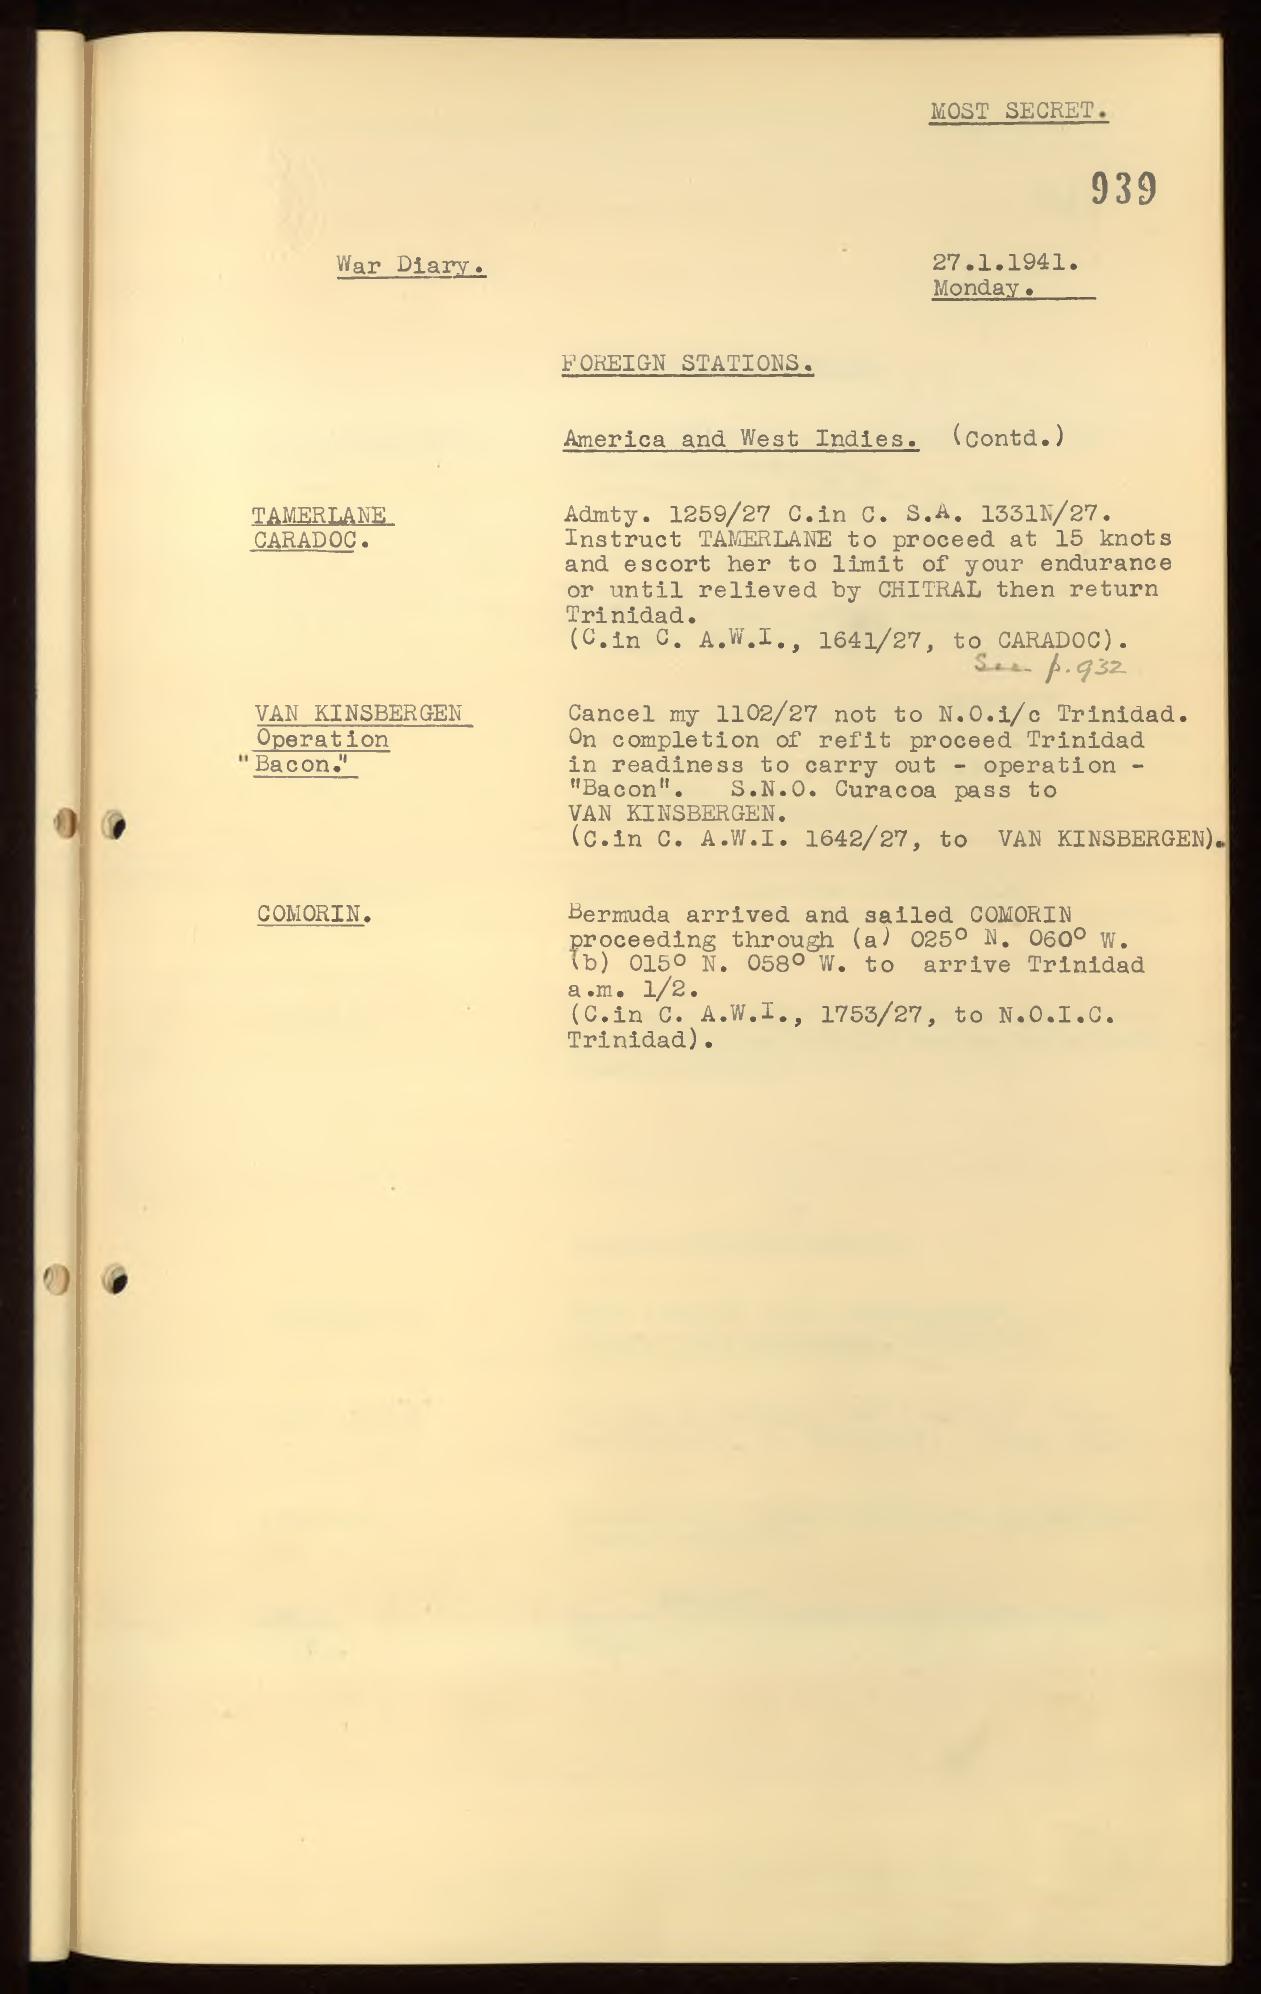 MOST SECRET.
939
War Diary.
27.1.1941.
Monday.
FOREIGN STATIONS.
America and West Indies. (Contd.)
TAMERLANE
CARADOC.
Admty. 1259/27 C.in C. S.A. 1331N/27.
Instruct TAMERLANE to proceed at 15 knots
and escort her to limit of your endurance
or until relieved by CHITRAL then return
Trinidad.
(C.in C. A.W.I., 1641/27, to CARADOC).
See p.932
VAN KINSBERGEN
Operation
"Bacon."
Cancel my 1102/27 not to N.O.i/c Trinidad.
On completion of refit proceed Trinidad
in readiness to carry out - operation -
"Bacon". S.N.O. Curacoa pass to
VAN KINSBERGEN.
(C.in C. A.W.I. 1642/27, to VAN KINSBERGEN).
COMORIN.
Bermuda arrived and sailed COMORIN
proceeding through (a) 025° N. 060° W.
(b) 015° N. 058° W. to arrive Trinidad
a.m. 1/2.
(C.in C. A.W.I., 1753/27, to N.O.I.C.
Trinidad).